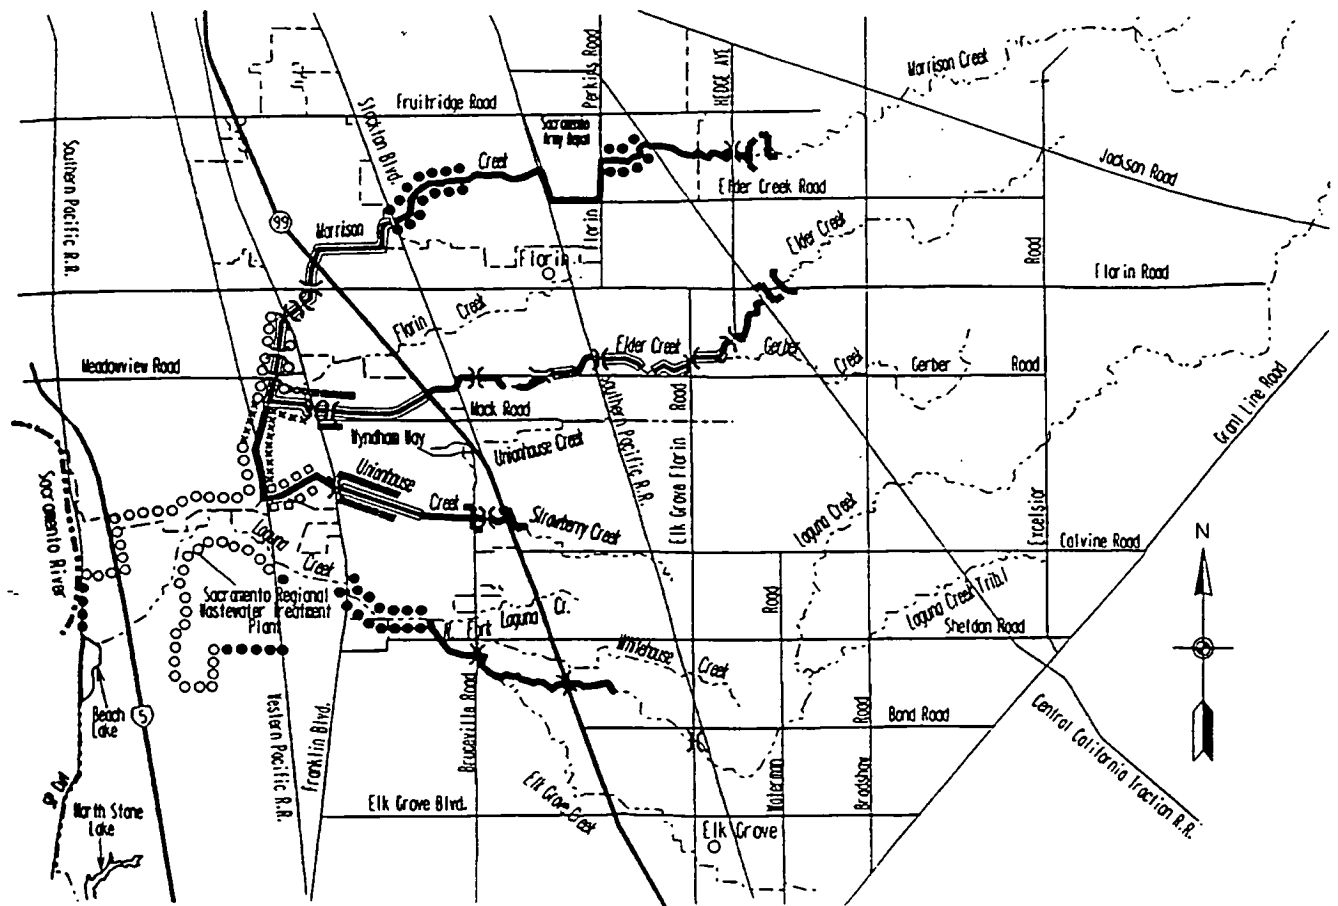 Morrison Creek
Perkins Road
HEDGE AVE
Fruitridge Road
Stockton Blvd.
Sacramento
Army Depot
Southern Pacific R.R.
Creek
Jackson Road
Elder Creek Road
99
Morrison
Florin
Florin
Elder Creek
Road
Florin Road
Florin
Creek
Meadowview Road
Elder Creek
Gerber
Creek
Gerber
Road
Southern Pacific R.R.
Road
Mack Road
Grant Line Road
Wyndham Way
Unionhouse Creek
Unionhouse
Sacramento River
Elk Grove Florin
Creek
Strawberry Creek
Laguna Creek
Excelsior
Calvine Road
N
Laguna
Creek
Sacramento Regional
Wastewater Treatment
Plant
Road
Laguna Creek Trib.1
Laguna Cr.
N Fork
Sheldon Road
Whitehouse
Creek
Beach
Lake
5
Western Pacific R.R.
Franklin Blvd.
Bruceville Road
Road
Bond Road
Central California Traction R.R.
Waterman
Bradshaw
Elk Grove Blvd.
Elk Grove Creek
North Stone
Lake
Elk Grove